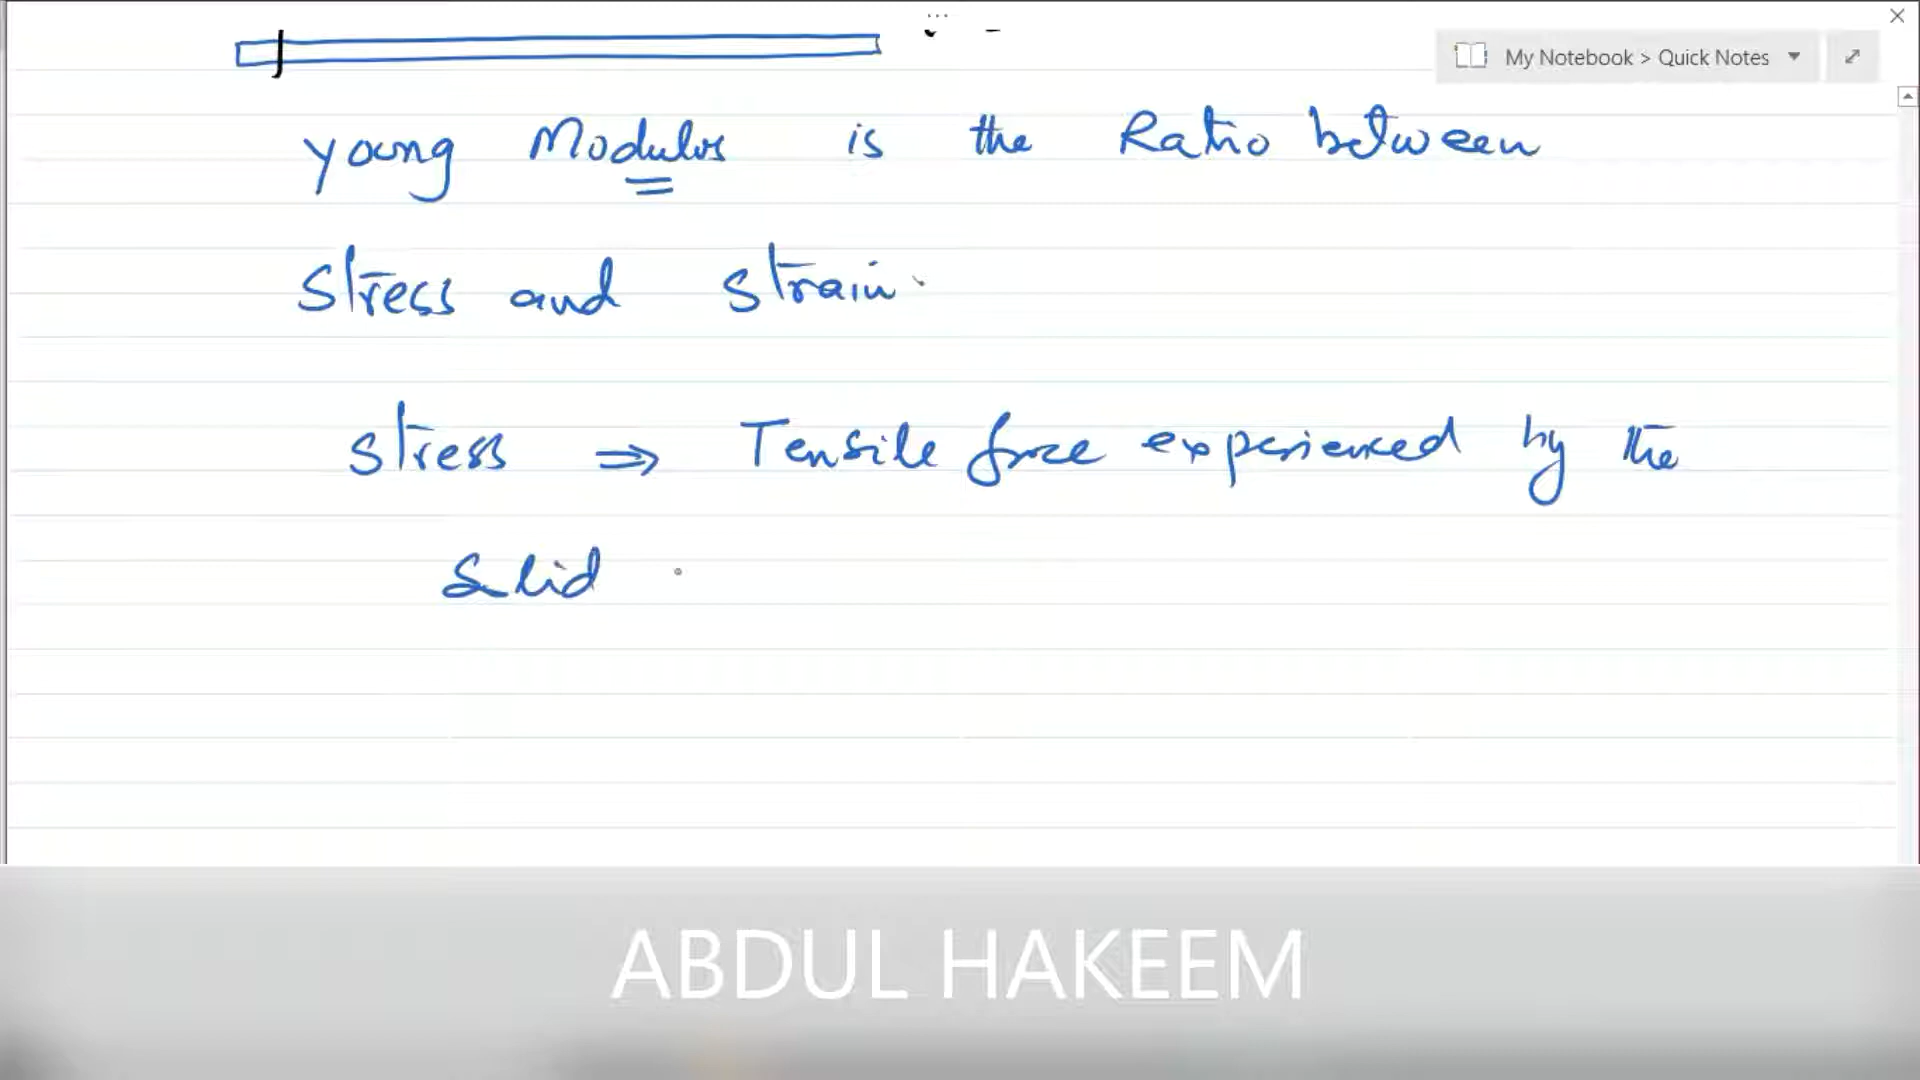 My Notebook > Quick Notes
young Modulus is the Ratio between
stress and strain.
stress ⇒ Tensile force experienced by the
Solid
ABDUL HAKEEM